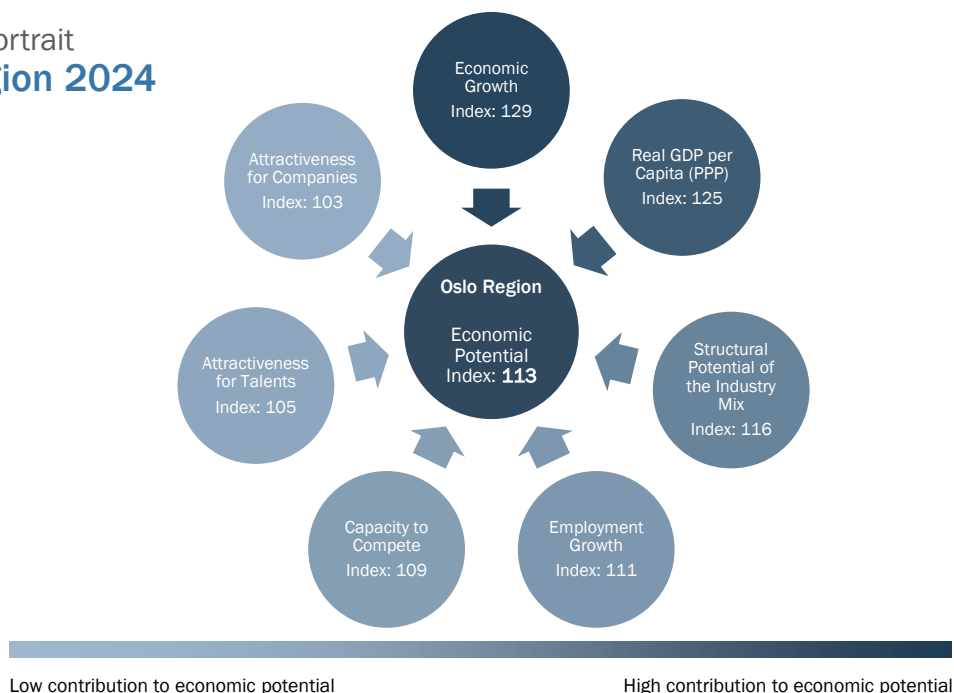 2024
Economic
Growth
Index: 129
Attractiveness
for Companies
Index: 103
Real GDP per
Capita (PPP)
Index: 125
Oslo Region
Economic
Potential
Index: 113
Attractiveness
for Talents
Index: 105
Structural
Potential of
the Industry
Mix
Index: 116
Capacity to
Compete
Index: 109
Employment
Growth
Index: 111
Low contribution to economic potential
High contribution to economic potential